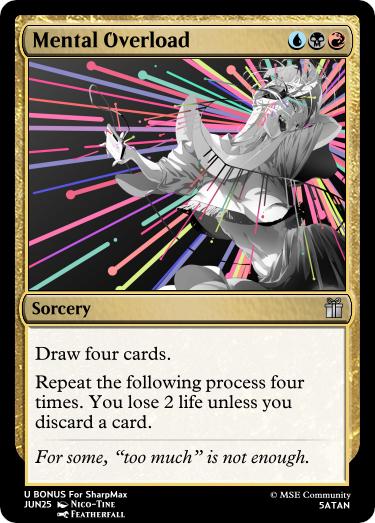 Mental Overload
Sorcery
Draw four cards.
Repeat the following process four
times. You lose 2 life unless you
discard a card.
For some, “too much” is not enough.
U BONUS For SharpMax
© MSE Community
JUN25 Nico-Tine
5ATAN
Featherfall